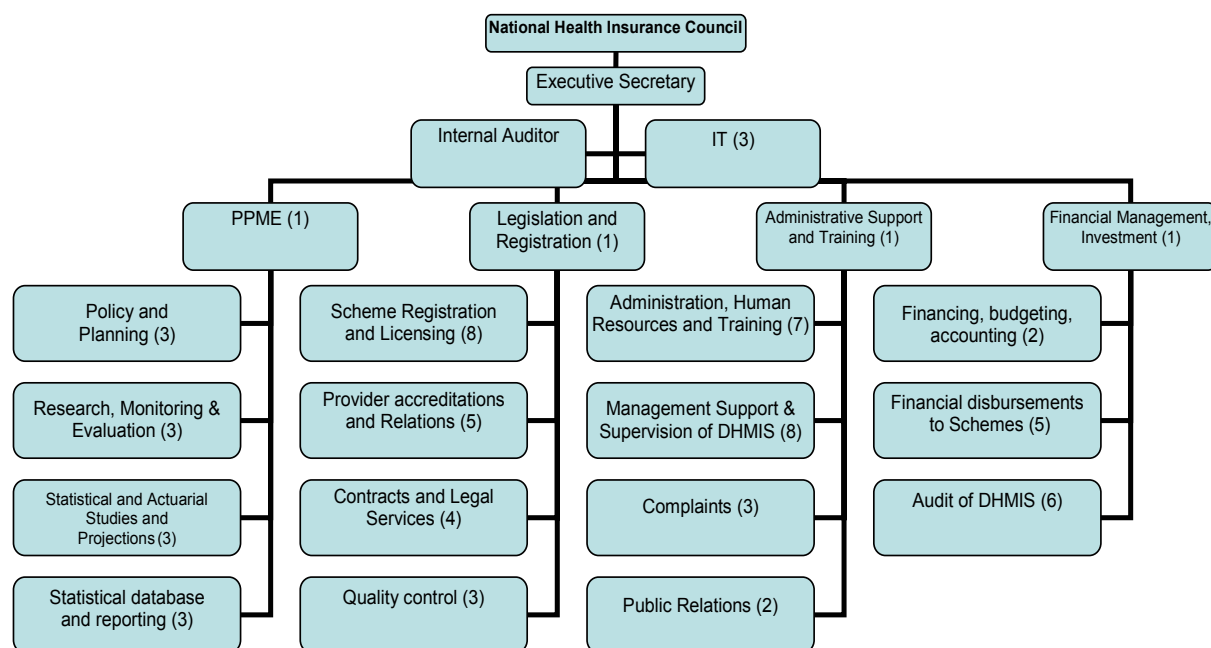 National Health Insurance Council
Executive Secretary
Internal Auditor
IT (3)
PPME (1)
Legislation and
Registration (1)
Administrative Support
and Training (1)
Financial Management,
Investment (1)
Policy and
Planning (3)
Scheme Registration
and Licensing (8)
Administration, Human
Resources and Training (7)
Financing, budgeting,
accounting (2)
Research, Monitoring &
Evaluation (3)
Provider accreditations
and Relations (5)
Management Support &
Supervision of DHMIS (8)
Financial disbursements
to Schemes (5)
Statistical and Actuarial
Studies and
Projections (3)
Contracts and Legal
Services (4)
Complaints (3)
Audit of DHMIS (6)
Statistical database
and reporting (3)
Quality control (3)
Public Relations (2)